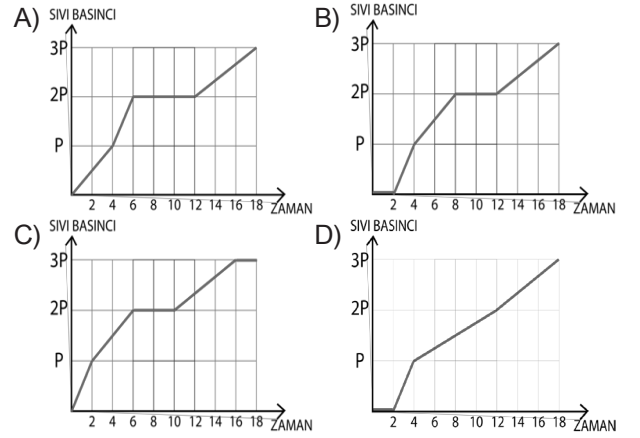 A) SIVI BASINCI
3P
2P
P
2 4 6 8 10 12 14 16 18 ZAMAN
B) SIVI BASINCI
3P
2P
P
2 4 6 8 10 12 14 16 18 ZAMAN
C) SIVI BASINCI
3P
2P
P
2 4 6 8 10 12 14 16 18 ZAMAN
D) SIVI BASINCI
3P
2P
P
2 4 6 8 10 12 14 16 18 ZAMAN